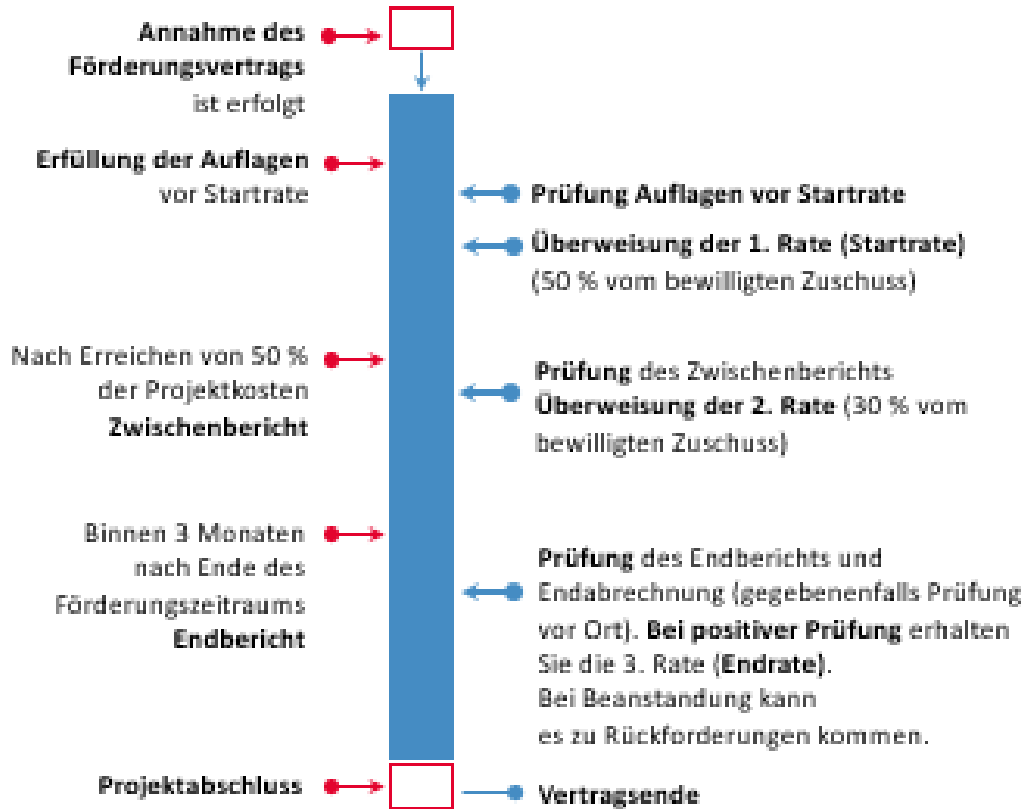 Annahme des
Förderungsvertrags
ist erfolgt
Erfüllung der Auflagen
vor Startrate
Prüfung Auflagen vor Startrate
Überweisung der 1. Rate (Startrate)
(50 % vom bewilligten Zuschuss)
Nach Erreichen von 50 %
der Projektkosten
Zwischenbericht
Prüfung des Zwischenberichts
Überweisung der 2. Rate (30 % vom
bewilligten Zuschuss)
Binnen 3 Monaten
nach Ende des
Förderungszeitraums
Endbericht
Prüfung des Endberichts und
Endabrechnung (gegebenenfalls Prüfung
vor Ort). Bei positiver Prüfung erhalten
Sie die 3. Rate (Endrate).
Bei Beanstandung kann
es zu Rückforderungen kommen.
Projektabschluss
Vertragsende